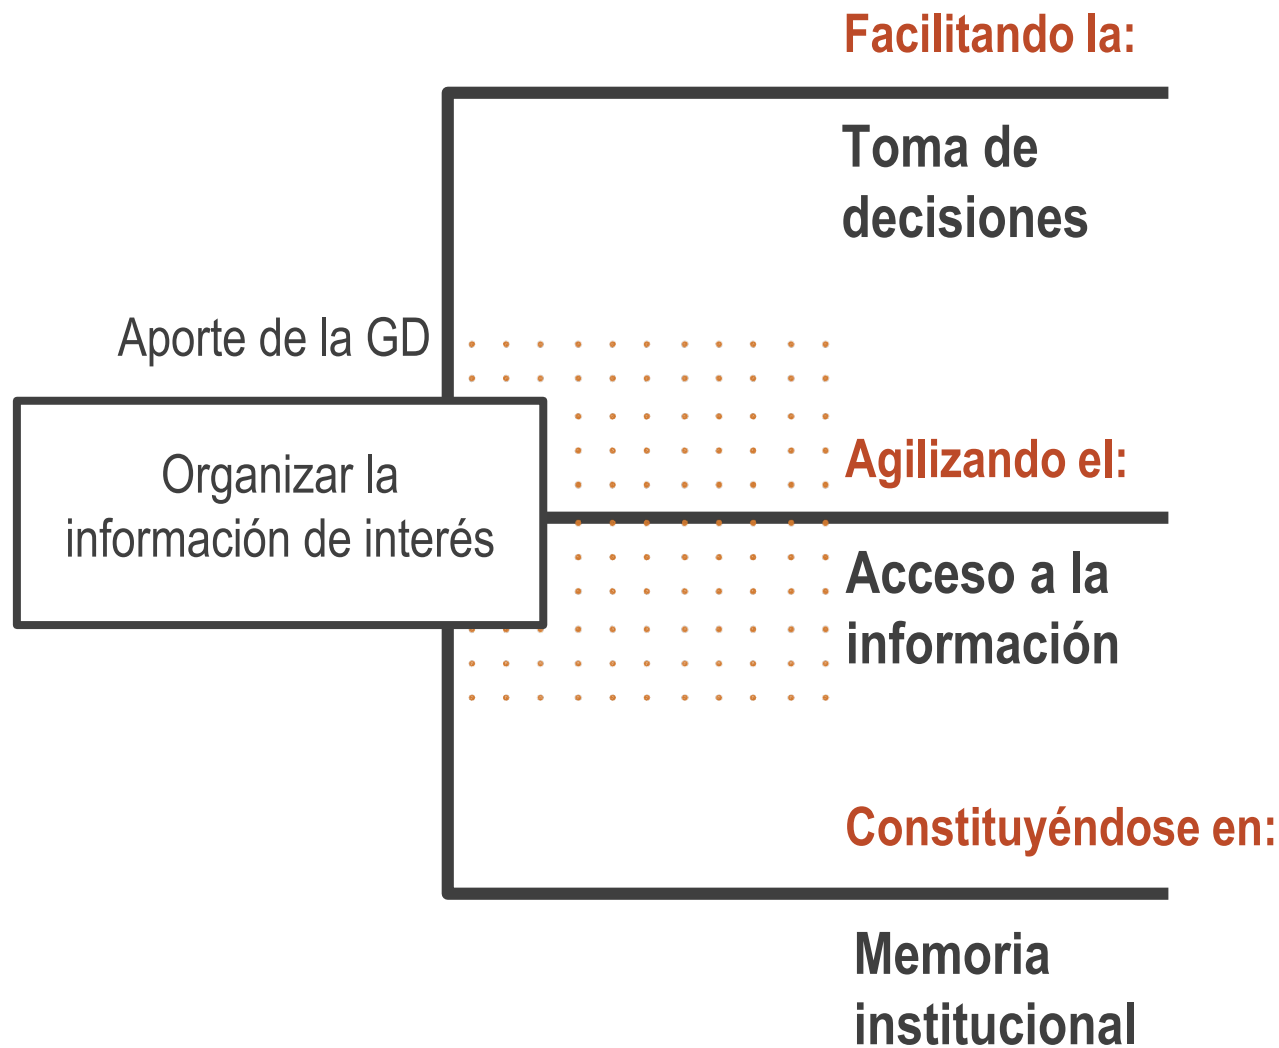 Facilitando la:
Toma de
decisiones
Aporte de la GD
Organizar la
información de interés
Agilizando el:
Acceso a la
información
Constituyéndose en:
Memoria
institucional